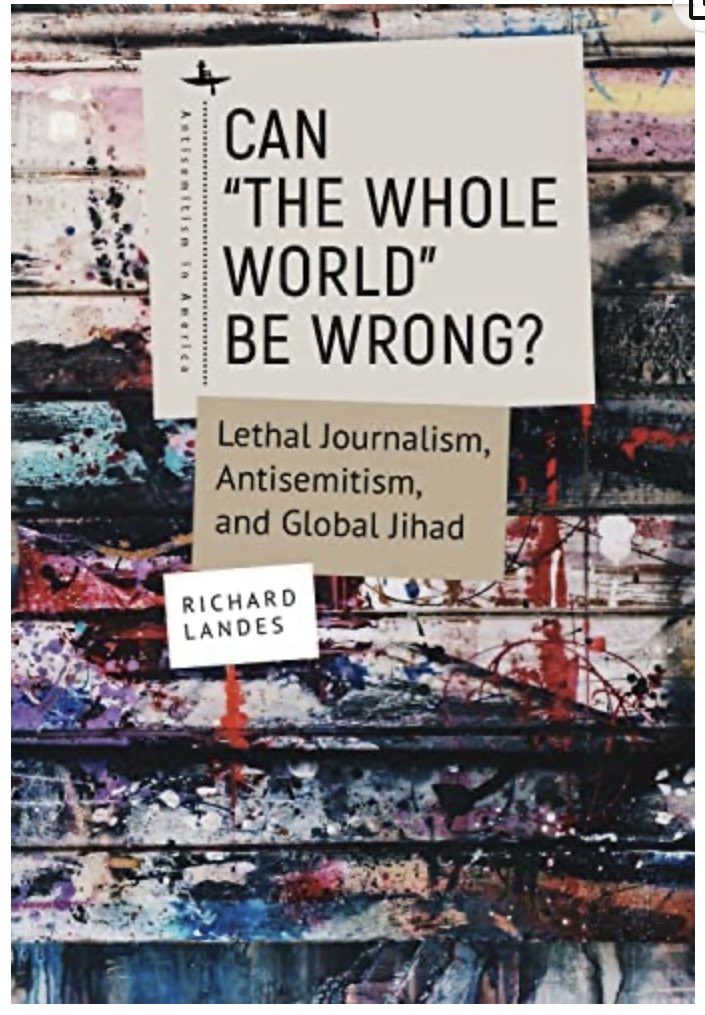 CAN
“THE WHOLE
WORLD”
BE WRONG?
Antisemitism in America
Lethal Journalism,
Antisemitism,
and Global Jihad
RICHARD
LANDES